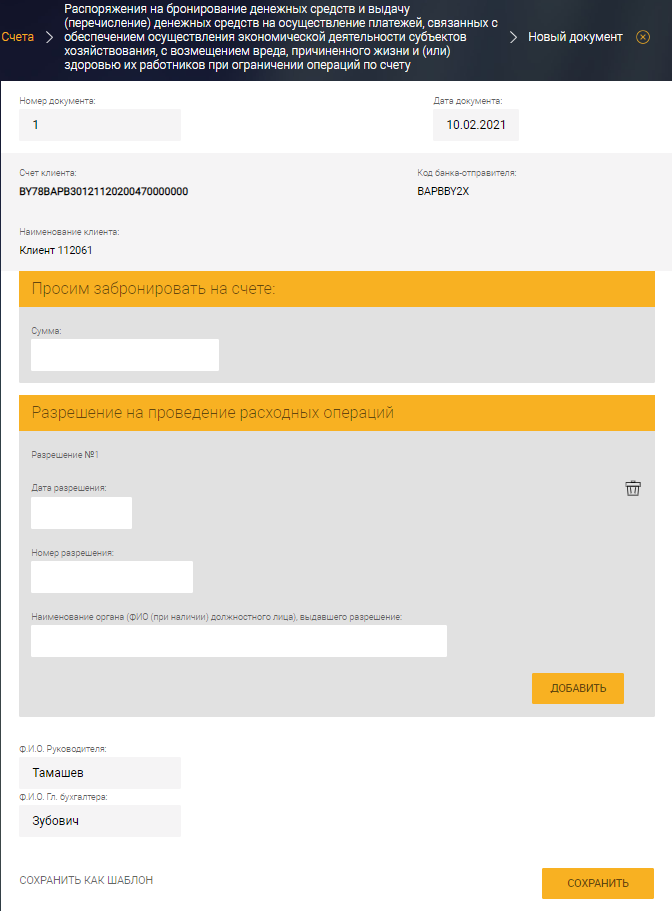 Распоряжения на бронирование денежных средств и выдачу
(перечисление) денежных средств на осуществление платежей, связанных с
Счета
обеспечением осуществления экономической деятельности субъектов
Новый документ
хозяйствования, с возмещением вреда, причиненного жизни и (или)
здоровью их работников при ограничении операций по счету
Номер документа:
Дата документа:
1
10.02.2021
Счет клиента:
Код банка-отправителя:
BY78BAPB30121120200470000000
BAPBBY2X
Наименование клиента:
Клиент 112061
Просим забронировать на счете:
Сумма:
Разрешение на проведение расходных операций
Разрешение №1
Дата разрешения:
Номер разрешения:
Наименование органа (ФИО (при наличии) должностного лица), выдавшего разрешение:
ДОБАВИТЬ
Ф.И.О. Руководителя:
Тамашев
Ф.И.О. Гл. бухгалтера:
Зубович
СОХРАНИТЬ КАК ШАБЛОН
СОХРАНИТЬ